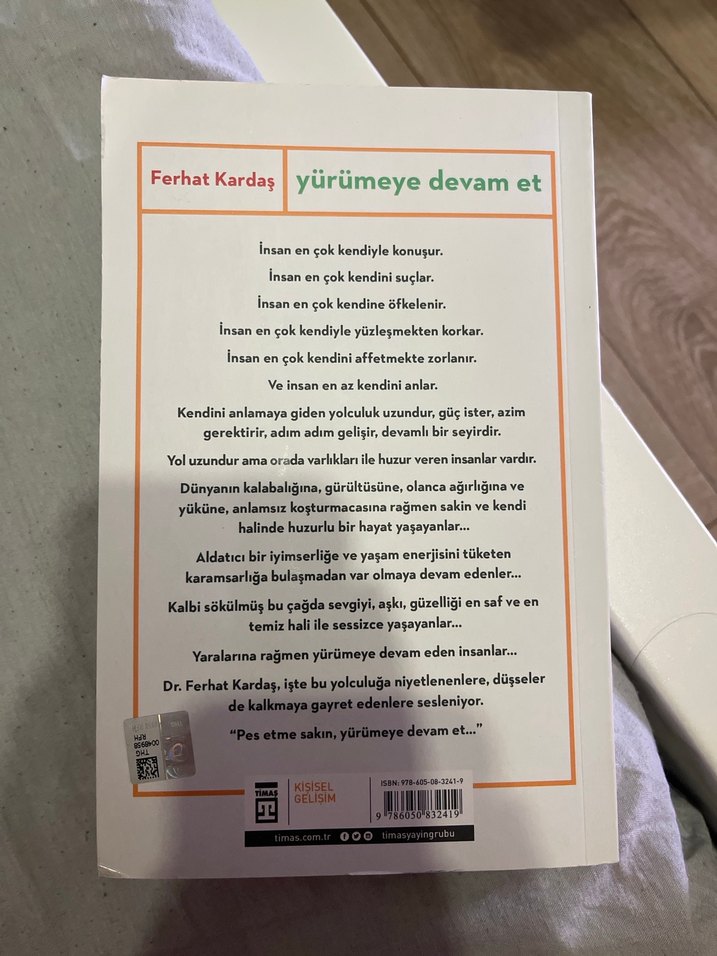 Ferhat Kardaş
yürümeye devam et
İnsan en çok kendiyle konuşur.
İnsan en çok kendini suçlar.
İnsan en çok kendine öfkelenir.
İnsan en çok kendiyle yüzleşmekten korkar.
İnsan en çok kendini affetmekte zorlanır.
Ve insan en az kendini anlar.
Kendini anlamaya giden yolculuk uzundur, güç ister, azim
gerektirir, adım adım gelişir, devamlı bir seyirdir.
Yol uzundur ama orada varlıkları ile huzur veren insanlar vardır.
Dünyanın kalabalığına, gürültüsüne, olanca ağırlığına ve
yüküne, anlamsız koşturmacasına rağmen sakin ve kendi
halinde huzurlu bir hayat yaşayanlar...
Aldatıcı bir iyimserliğe ve yaşam enerjisini tüketen
karamsarlığa bulaşmadan var olmaya devam edenler...
Kalbi sökülmüş bu çağda sevgiyi, aşkı, güzelliği en saf ve en
temiz hali ile sessizce yaşayanlar...
Yaralarına rağmen yürümeye devam eden insanlar...
Dr. Ferhat Kardaş, işte bu yolculuğa niyetlenenlere, düşseler
de kalkmaya gayret edenlere sesleniyor.
"Pes etme sakın, yürümeye devam et..."
THG
0048958
RPH
TİMAŞ
KİŞİSEL
GELİŞİM
ISBN: 978-605-08-3241-9
9 786050 832419
timas.com.tr
timasyayingrubu